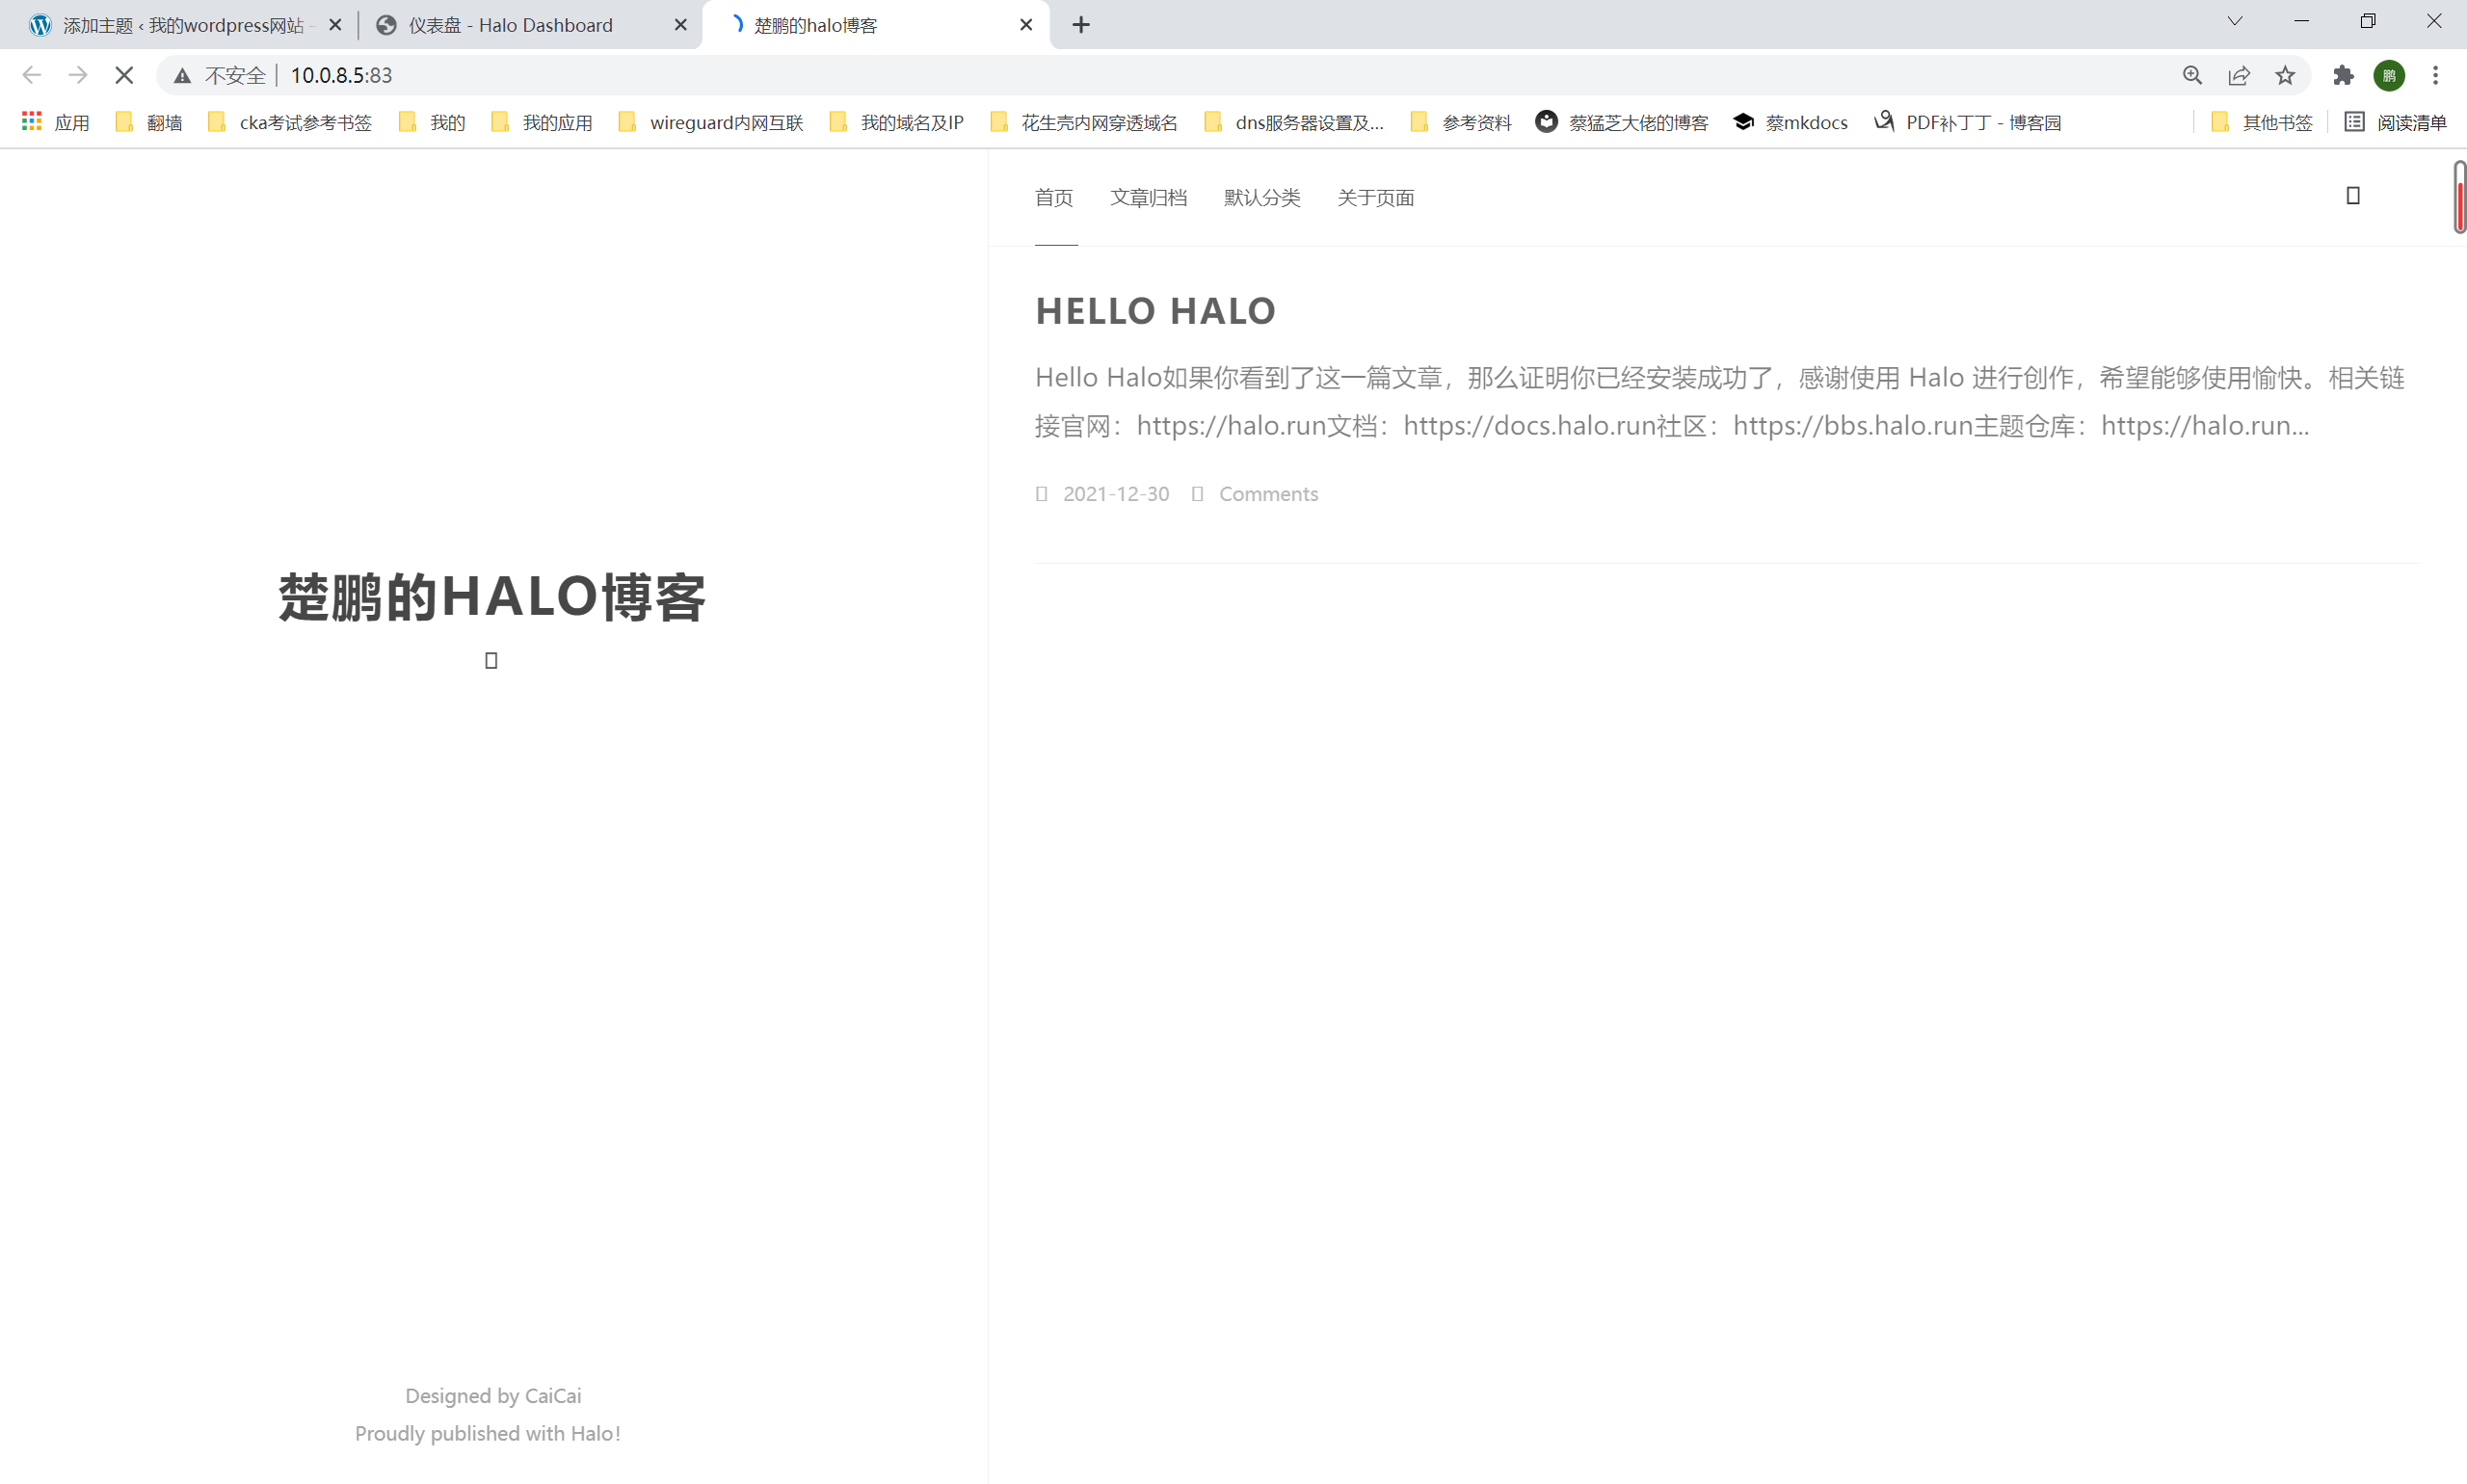 添加主题 ‹ 我的wordpress网站 –
仪表盘 - Halo Dashboard
楚鹏的halo博客
不安全
10.0.8.5:83
鹏
应用
翻墙
cka考试参考书签
我的
我的应用
wireguard内网互联
我的域名及IP
花生壳内网穿透域名
dns服务器设置及...
参考资料
蔡猛芝大佬的博客
蔡mkdocs
PDF补丁丁 - 博客园
其他书签
阅读清单
首页 文章归档 默认分类 关于页面
HELLO HALO
Hello Halo如果你看到了这一篇文章，那么证明你已经安装成功了，感谢使用 Halo 进行创作，希望能够使用愉快。相关链
接官网：https://halo.run文档：https://docs.halo.run社区：https://bbs.halo.run主题仓库：https://halo.run...
2021-12-30 Comments
楚鹏的HALO博客
Designed by CaiCai
Proudly published with Halo!